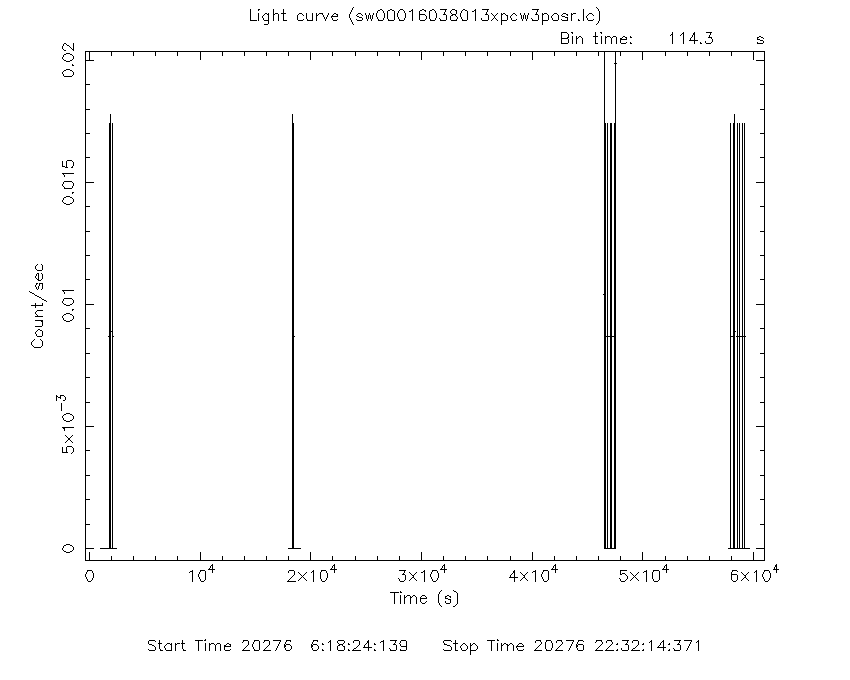 Light curve (sw00016038013xpcw3posr.lc)
Bin time: 114.3 s
0.02
0.015
0.01
5×10⁻³
0
Count/sec
0 10⁴ 2×10⁴ 3×10⁴ 4×10⁴ 5×10⁴ 6×10⁴
Time (s)
Start Time 20276 6:18:24:139 Stop Time 20276 22:32:14:371